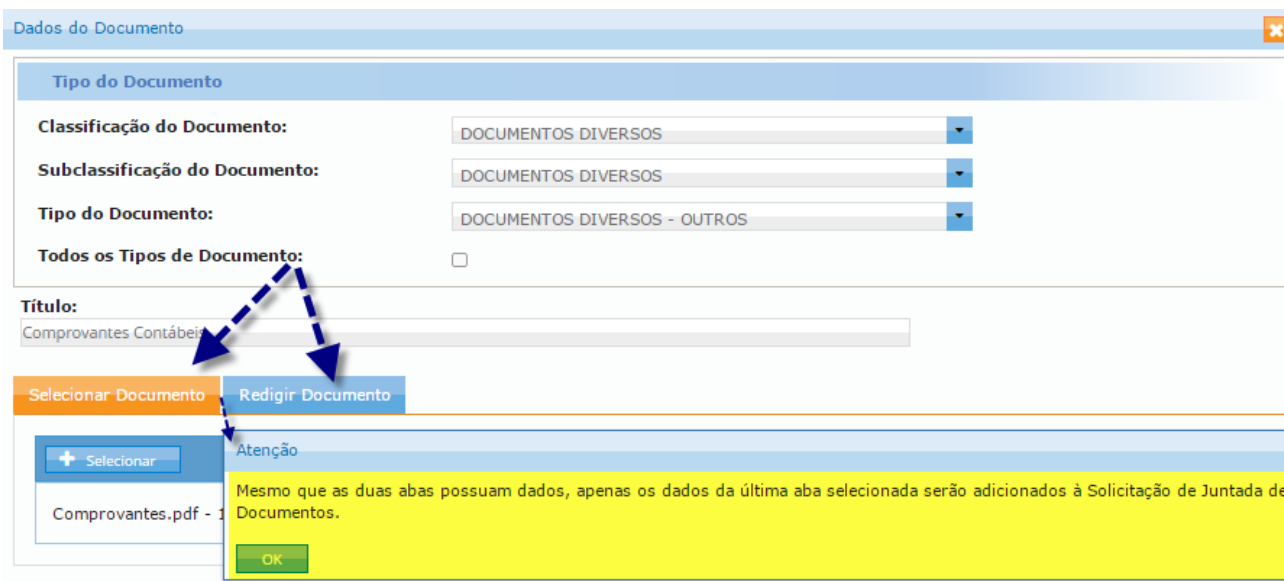 Dados do Documento
Tipo do Documento
Classificação do Documento: DOCUMENTOS DIVERSOS
Subclassificação do Documento: DOCUMENTOS DIVERSOS
Tipo do Documento: DOCUMENTOS DIVERSOS - OUTROS
Todos os Tipos de Documento:
Título:
Comprovantes Contábeis
Selecionar Documento Redigir Documento
Selecionar
Atenção
Mesmo que as duas abas possuam dados, apenas os dados da última aba selecionada serão adicionados à Solicitação de Juntada de
Documentos.
Comprovantes.pdf - 1
OK